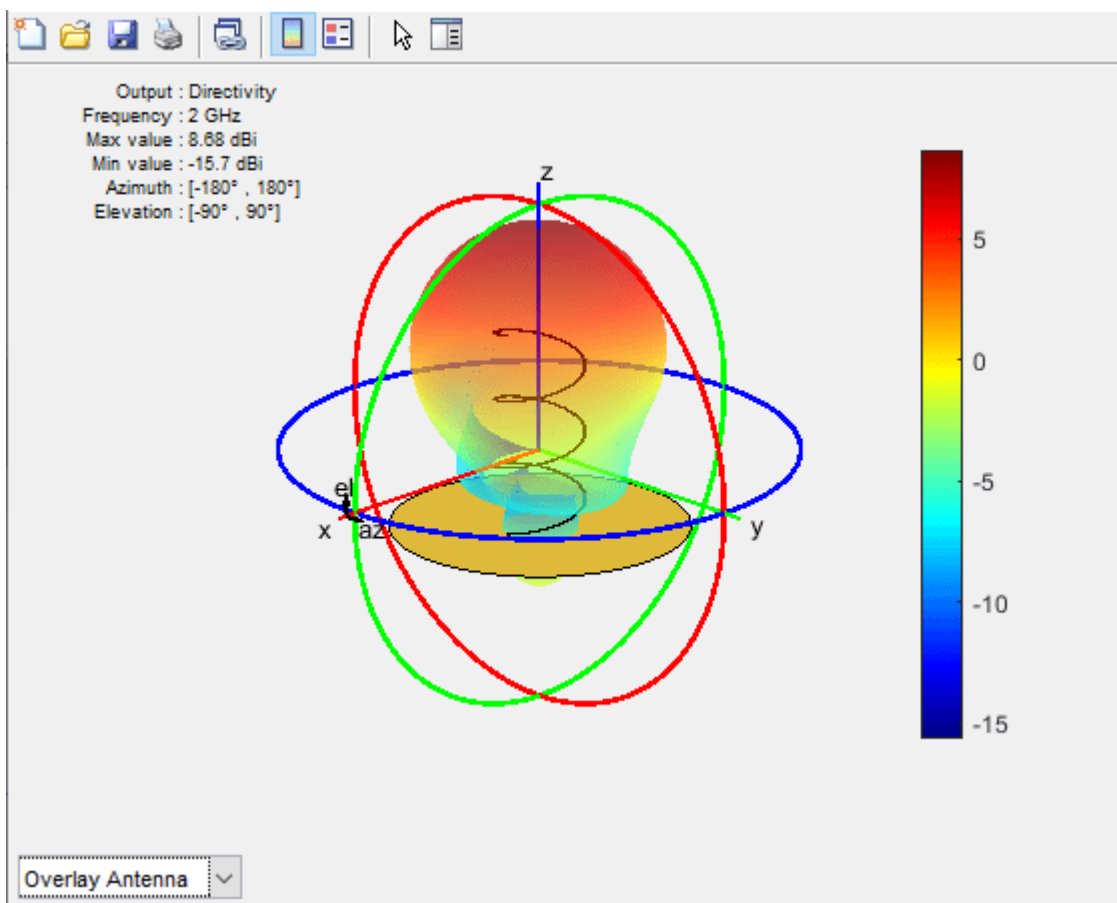 Output : Directivity
Frequency : 2 GHz
Max value : 8.68 dBi
Min value : -15.7 dBi
Azimuth : [-180° , 180°]
Elevation : [-90° , 90°]
z
5
0
-5
el
x
az
y
-10
-15
Overlay Antenna